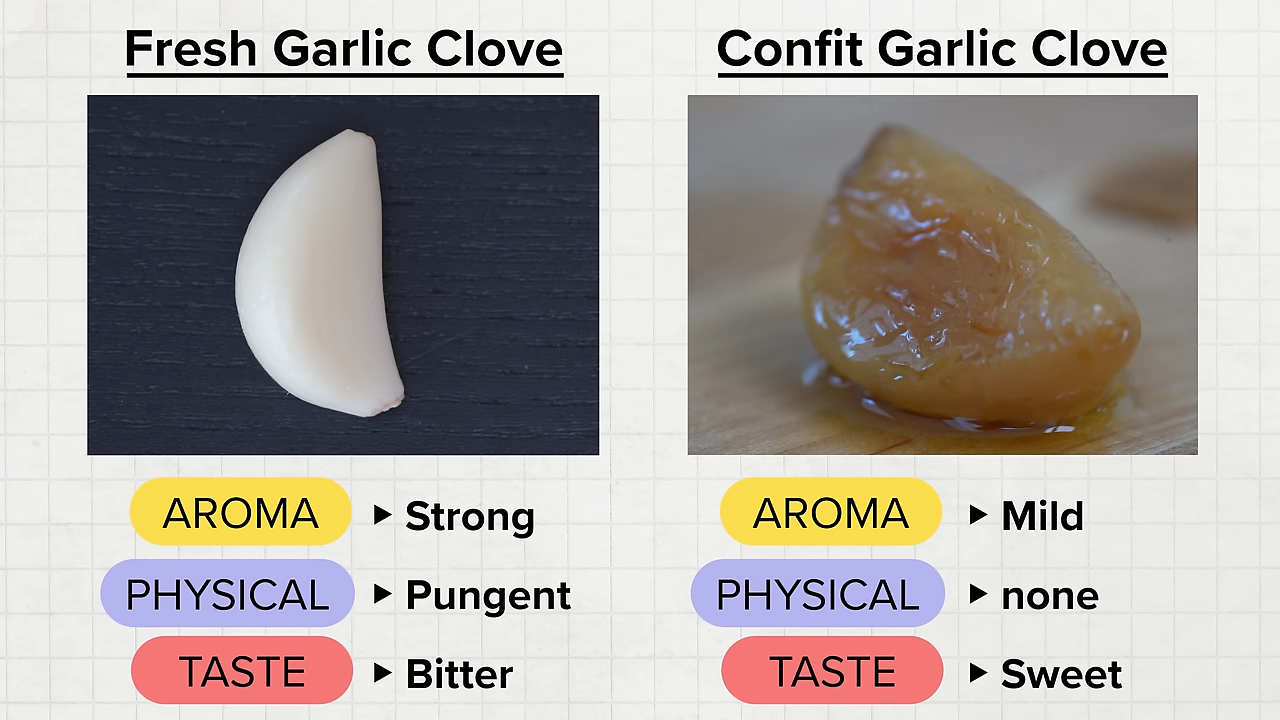 Fresh Garlic Clove
Confit Garlic Clove
AROMA ▶ Strong
PHYSICAL ▶ Pungent
TASTE ▶ Bitter
AROMA ▶ Mild
PHYSICAL ▶ none
TASTE ▶ Sweet